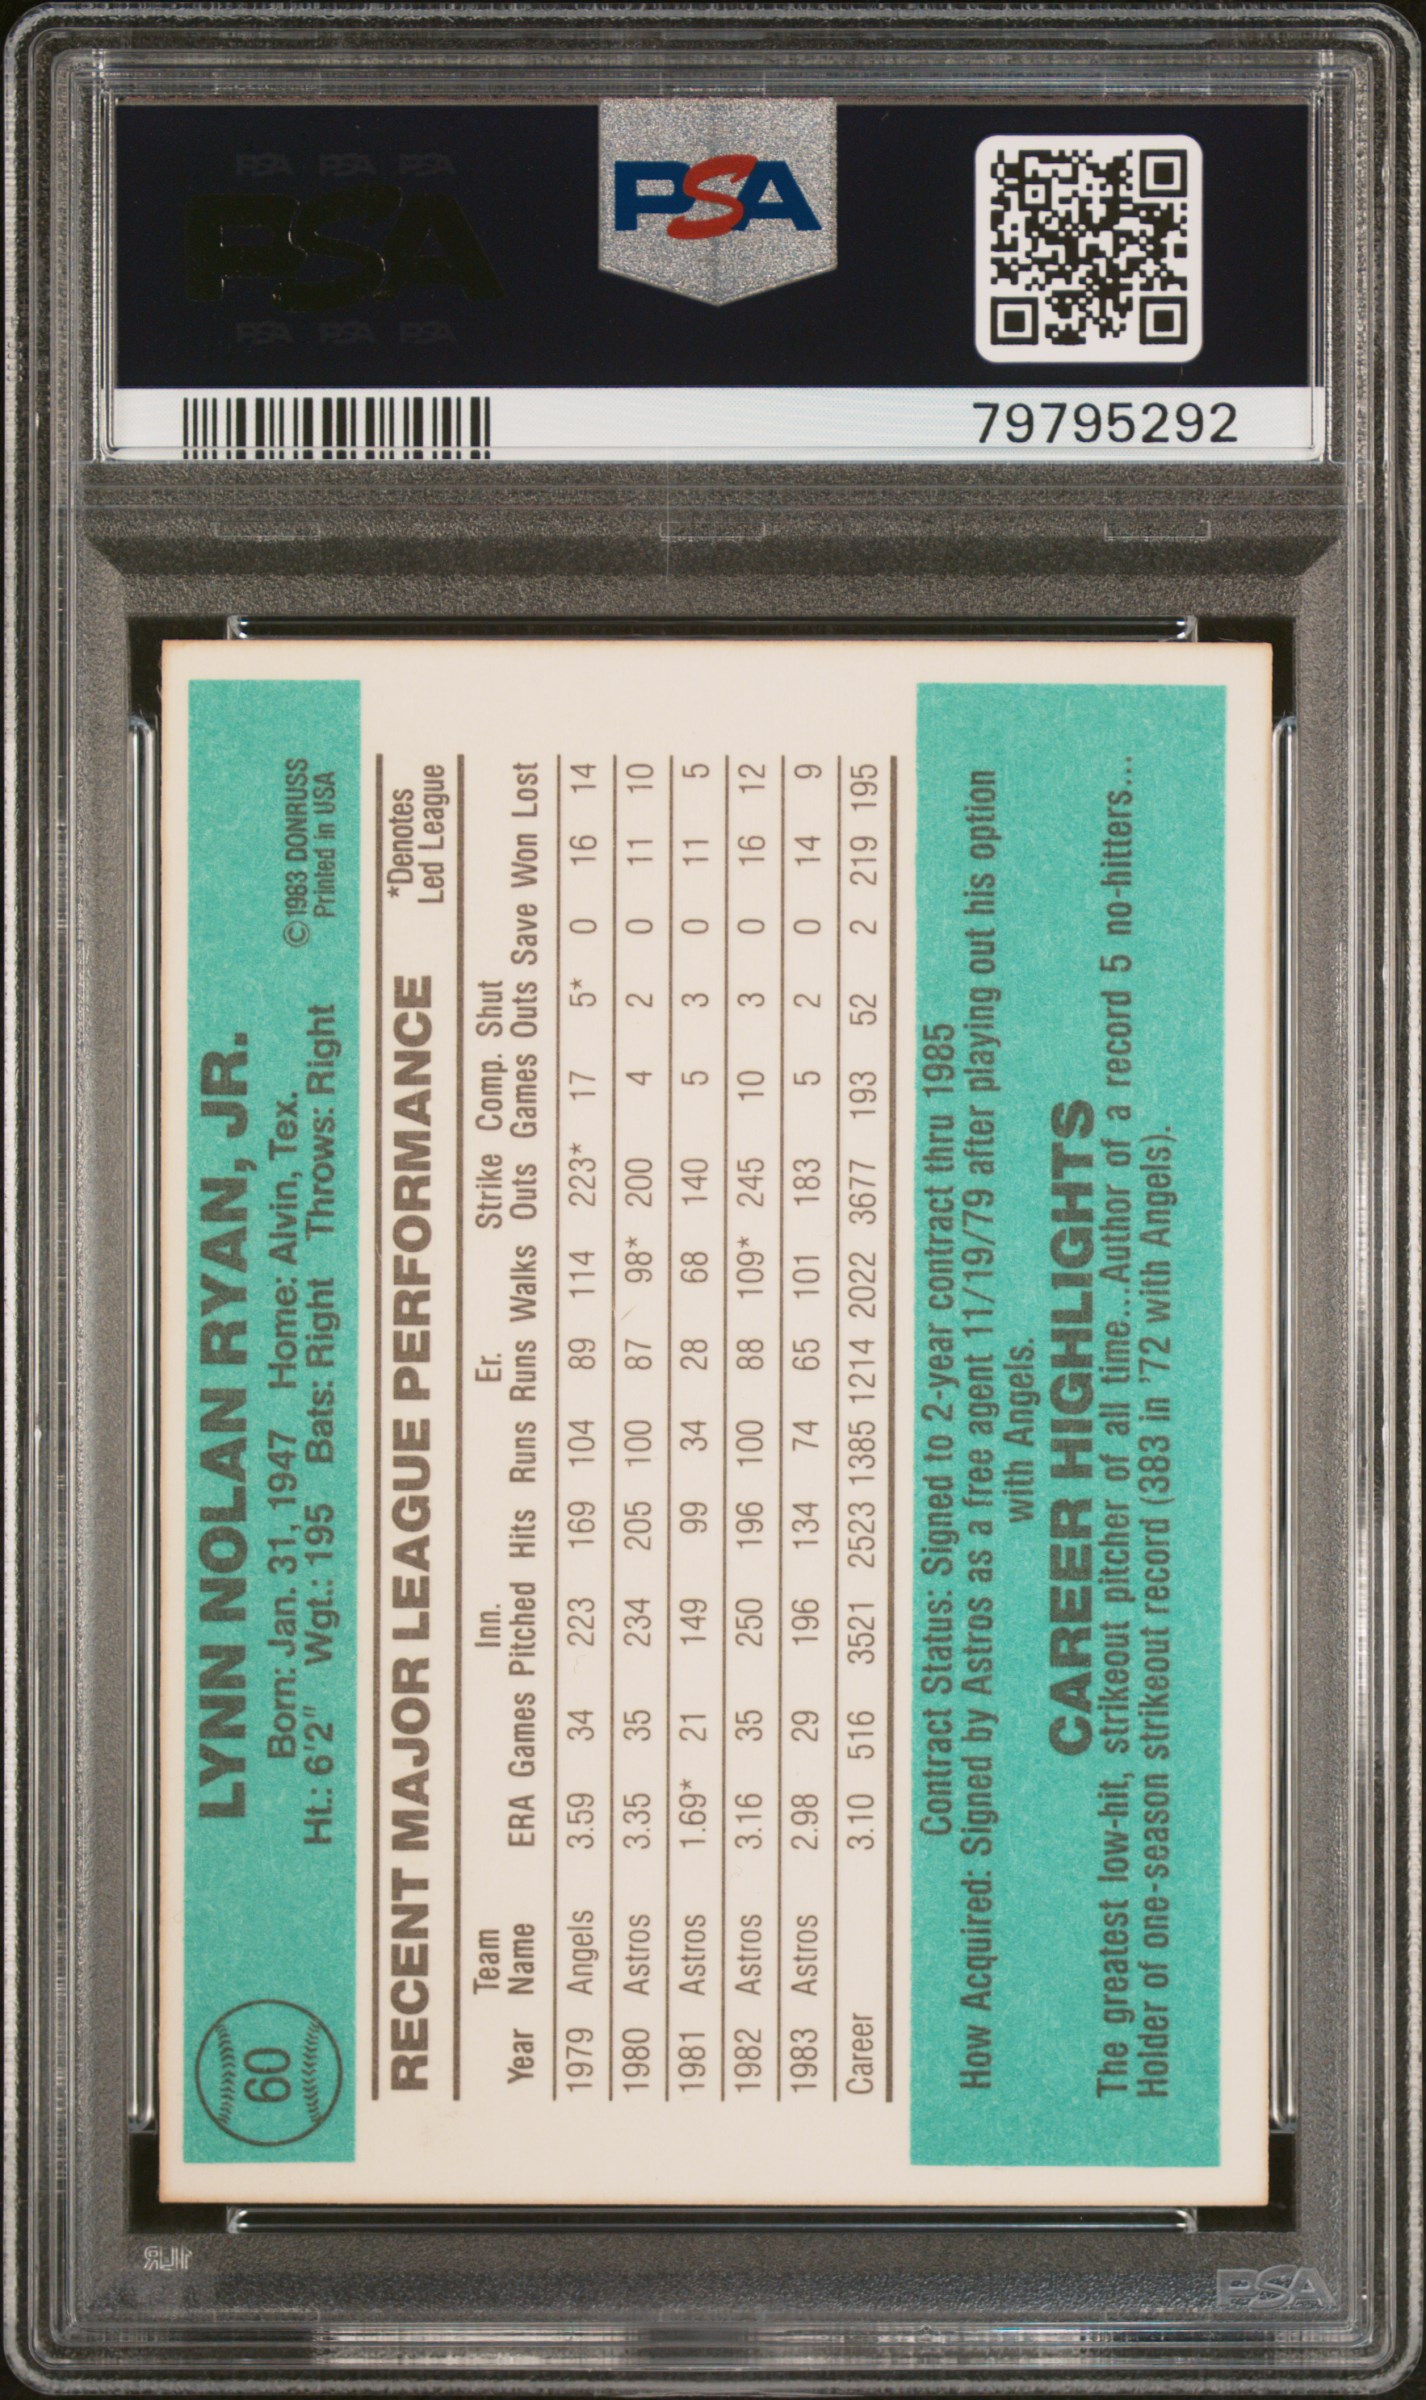 PSA PSA PSA
PSA
PSA PSA PSA
PSA
79795292
60
LYNN NOLAN RYAN, JR.
Born: Jan. 31, 1947 Home: Alvin, Tex. ©1983 DONRUSS
Ht.: 6'2" Wgt.: 195 Bats: Right Throws: Right Printed in USA
RECENT MAJOR LEAGUE PERFORMANCE *Denotes Led League
Team Inn. Er. Strike Comp. Shut
Year Name ERA Games Pitched Hits Runs Runs Walks Outs Games Outs Save Won Lost
1979 Angels 3.59 34 223 169 104 89 114 223* 17 5* 0 16 14
1980 Astros 3.35 35 234 205 100 87 98* 200 4 2 0 11 10
1981 Astros 1.69* 21 149 99 34 28 68 140 5 3 0 11 5
1982 Astros 3.16 35 250 196 100 88 109* 245 10 3 0 16 12
1983 Astros 2.98 29 196 134 74 65 101 183 5 2 0 14 9
Career 3.10 516 3521 2523 1385 1214 2022 3677 193 52 2 219 195
Contract Status: Signed to 2-year contract thru 1985
How Acquired: Signed by Astros as a free agent 11/19/79 after playing out his option
with Angels.
CAREER HIGHLIGHTS
The greatest low-hit, strikeout pitcher of all time...Author of a record 5 no-hitters...
Holder of one-season strikeout record (383 in '72 with Angels).
PSA